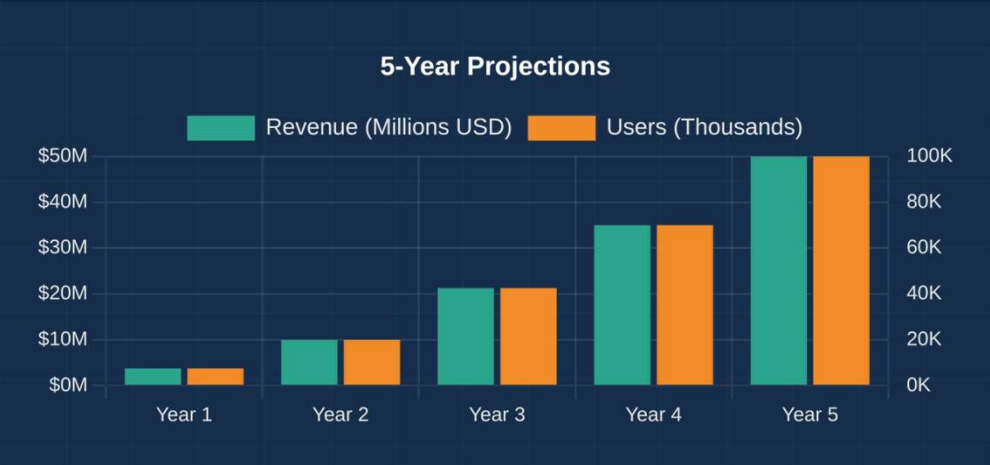 5-Year Projections
Revenue (Millions USD) Users (Thousands)
$50M 100K
$40M 80K
$30M 60K
$20M 40K
$10M 20K
$0M 0K
Year 1 Year 2 Year 3 Year 4 Year 5